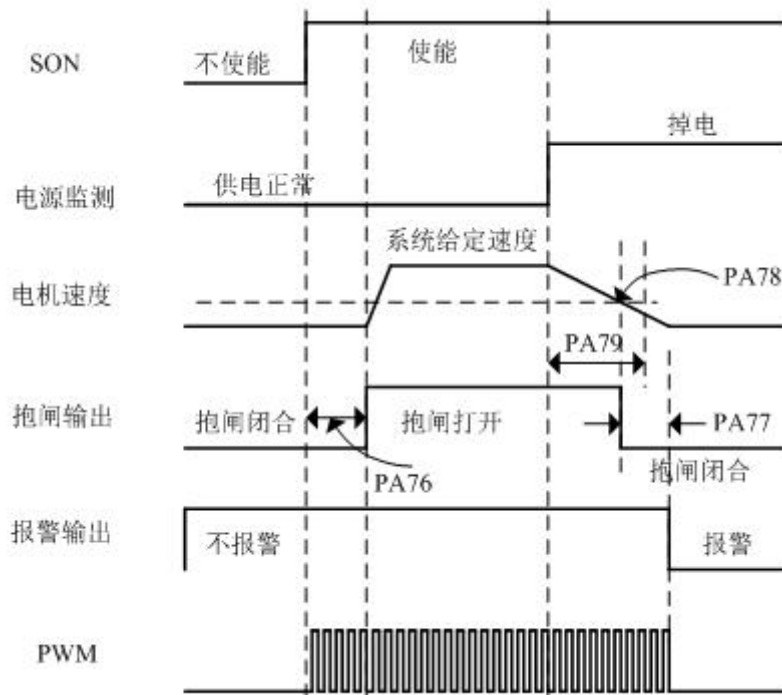 SON
不使能
使能
掉电
电源监测
供电正常
系统给定速度
电机速度
PA78
PA79
抱闸输出
抱闸闭合
抱闸打开
PA77
PA76
抱闸闭合
报警输出
不报警
报警
PWM